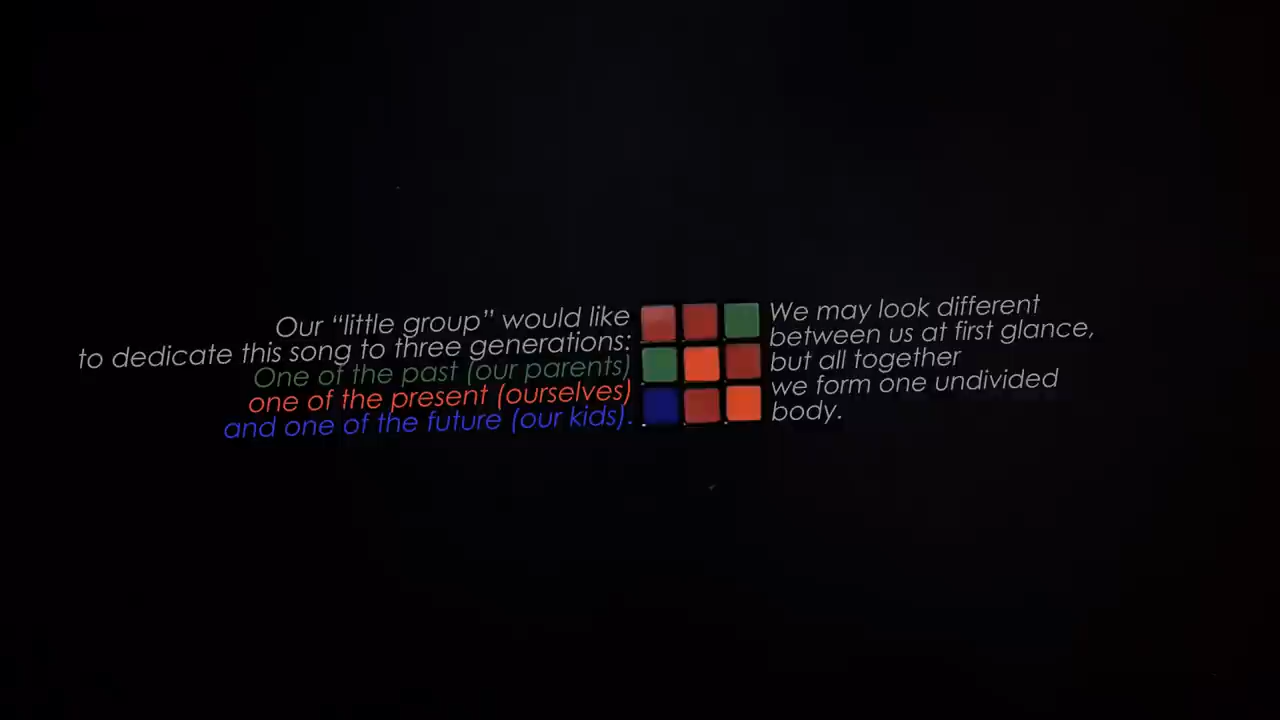 Our “little group” would like
to dedicate this song to three generations:
One of the past (our parents)
one of the present (ourselves)
and one of the future (our kids).
We may look different
between us at first glance,
but all together
we form one undivided
body.